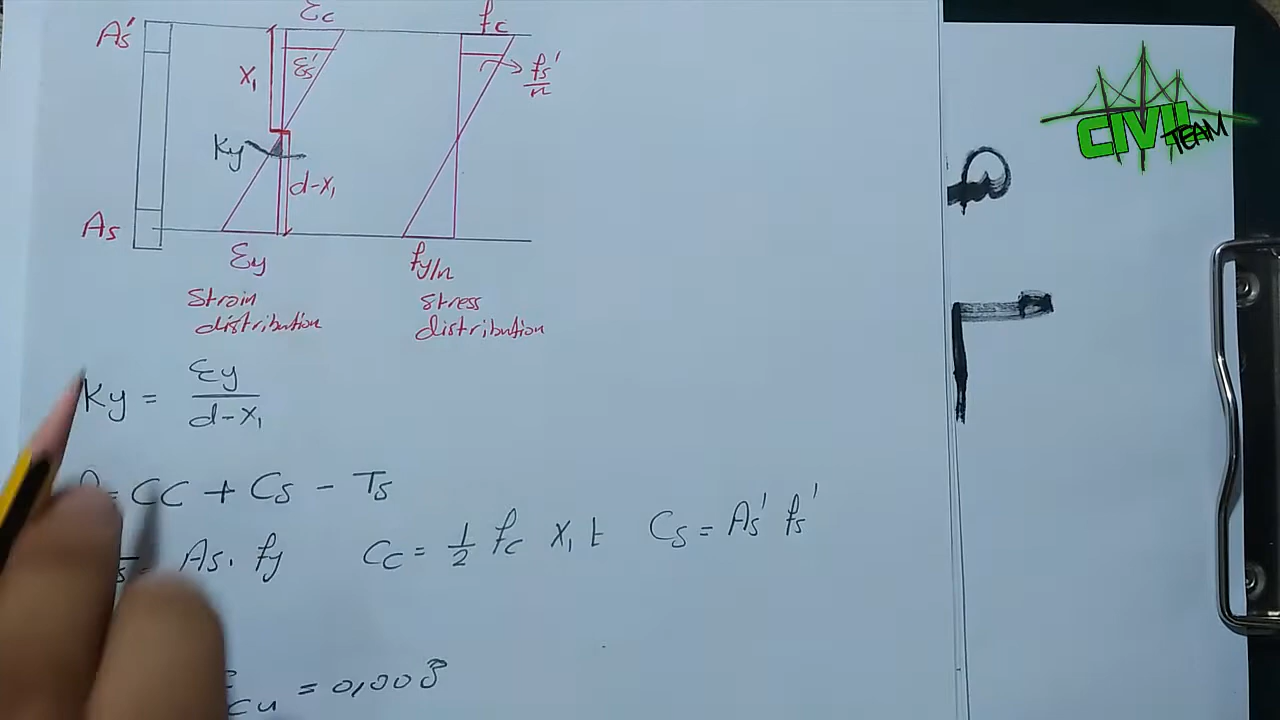 εc fc
As'
εs' fs'/n
x₁
Ky
d-x₁
As
εy fy/n
Strain distribution
Stress distribution
Ky = εy / d-x₁
= Cc + Cs - Ts
As. fy Cc = 1/2 fc x₁ t Cs = As' fs'
cu = 0,003
CIVIL TEAM